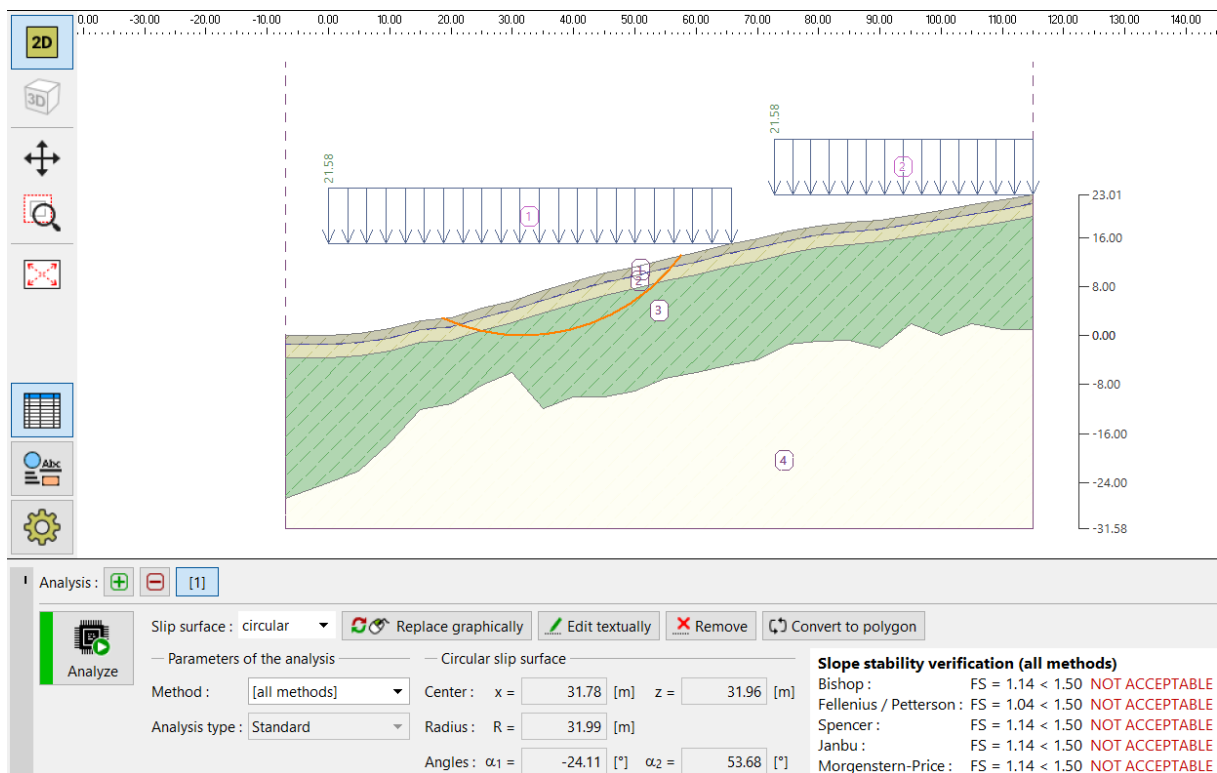 2D
3D
0.00 -30.00 -20.00 -10.00 0.00 10.00 20.00 30.00 40.00 50.00 60.00 70.00 80.00 90.00 100.00 110.00 120.00 130.00 140.00
21.58
21.58
2
1
23.01
16.00
8.00
0.00
-8.00
-16.00
-24.00
-31.58
1
2
3
4
Abc
Analysis : [1]
Analyze
Slip surface : circular Replace graphically Edit textually Remove Convert to polygon
Parameters of the analysis
Method : [all methods]
Analysis type : Standard
Circular slip surface
Center : x = 31.78 [m] z = 31.96 [m]
Radius : R = 31.99 [m]
Angles : α1 = -24.11 [°] α2 = 53.68 [°]
Slope stability verification (all methods)
Bishop : FS = 1.14 < 1.50 NOT ACCEPTABLE
Fellenius / Petterson : FS = 1.04 < 1.50 NOT ACCEPTABLE
Spencer : FS = 1.14 < 1.50 NOT ACCEPTABLE
Janbu : FS = 1.14 < 1.50 NOT ACCEPTABLE
Morgenstern-Price : FS = 1.14 < 1.50 NOT ACCEPTABLE